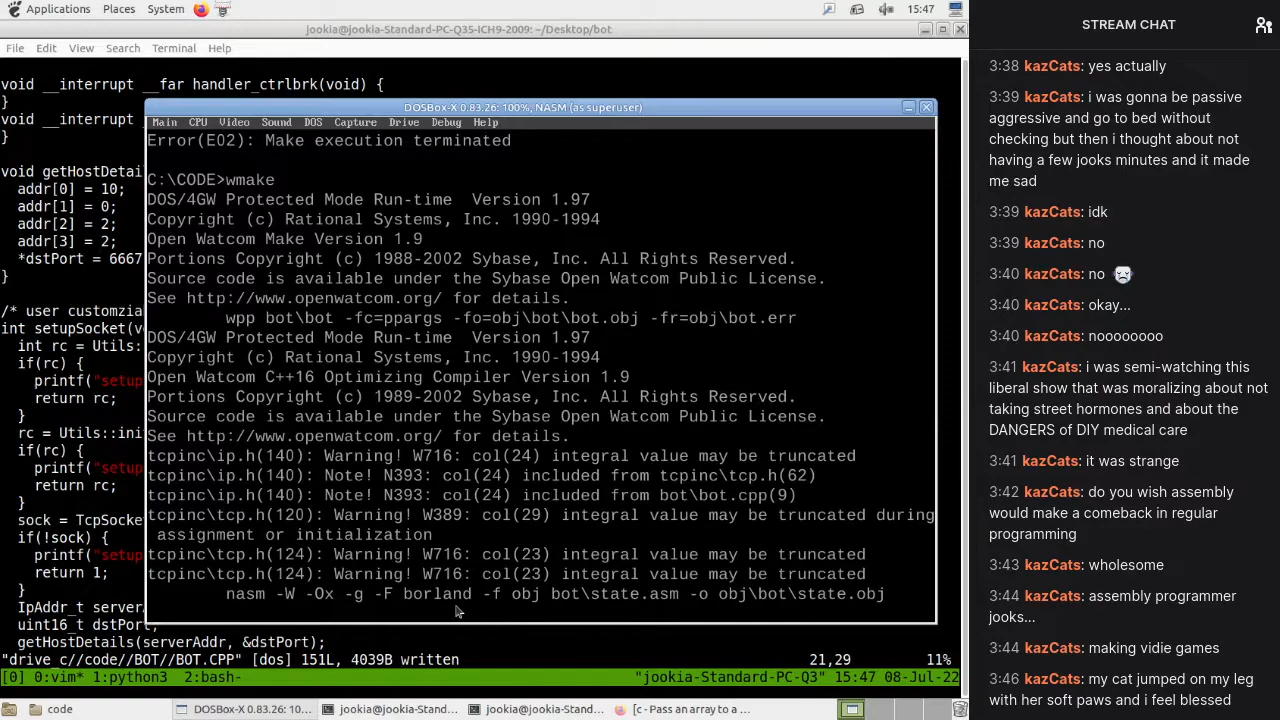 Applications Places System 15:47
jookia@jookia-Standard-PC-Q35-ICH9-2009: ~/Desktop/bot
File Edit View Search Terminal Help
void __interrupt __far handler_ctrlbrk(void) {
}
void __interrupt _
}
void getHostDetai
addr[0] = 10;
addr[1] = 0;
addr[2] = 2;
addr[3] = 2;
*dstPort = 6667
}
/* user customzia
int setupSocket(v
int rc = Utils:
if(rc) {
printf("setup
return rc;
}
rc = Utils::ini
if(rc) {
printf("setup
return rc;
}
sock = TcpSocke
if(!sock) {
printf("setup
return 1;
}
IpAddr_t server
uint16_t dstPort,
getHostDetails(serverAddr, &dstPort);
"drive_c//code//BOT//BOT.CPP" [dos] 151L, 4039B written 21,29 11%
[0] 0:vim* 1:python3 2:bash- "jookia-Standard-PC-Q3" 15:47 08-Jul-22
DOSBox-X 0.83.26: 100%, NASM (as superuser)
Main CPU Video Sound DOS Capture Drive Debug Help
Error(E02): Make execution terminated
C:\CODE>wmake
DOS/4GW Protected Mode Run-time Version 1.97
Copyright (c) Rational Systems, Inc. 1990-1994
Open Watcom Make Version 1.9
Portions Copyright (c) 1988-2002 Sybase, Inc. All Rights Reserved.
Source code is available under the Sybase Open Watcom Public License.
See http://www.openwatcom.org/ for details.
wpp bot\bot -fc=ppargs -fo=obj\bot\bot.obj -fr=obj\bot.err
DOS/4GW Protected Mode Run-time Version 1.97
Copyright (c) Rational Systems, Inc. 1990-1994
Open Watcom C++16 Optimizing Compiler Version 1.9
Portions Copyright (c) 1989-2002 Sybase, Inc. All Rights Reserved.
Source code is available under the Sybase Open Watcom Public License.
See http://www.openwatcom.org/ for details.
tcpinc\ip.h(140): Warning! W716: col(24) integral value may be truncated
tcpinc\ip.h(140): Note! N393: col(24) included from tcpinc\tcp.h(62)
tcpinc\ip.h(140): Note! N393: col(24) included from bot\bot.cpp(9)
tcpinc\tcp.h(120): Warning! W389: col(29) integral value may be truncated during
assignment or initialization
tcpinc\tcp.h(124): Warning! W716: col(23) integral value may be truncated
tcpinc\tcp.h(124): Warning! W716: col(23) integral value may be truncated
nasm -W -Ox -g -F borland -f obj bot\state.asm -o obj\bot\state.obj
code DOSBox-X 0.83.26: 10... jookia@jookia-Standard-... jookia@jookia-Standard-... [c - Pass an array to a ...
STREAM CHAT
3:38 kazCats: yes actually
3:39 kazCats: i was gonna be passive
aggressive and go to bed without
checking but then i thought about not
having a few jooks minutes and it made
me sad
3:39 kazCats: idk
3:39 kazCats: no
3:40 kazCats: no
3:40 kazCats: okay...
3:40 kazCats: noooooooo
3:41 kazCats: i was semi-watching this
liberal show that was moralizing about not
taking street hormones and about the
DANGERS of DIY medical care
3:41 kazCats: it was strange
3:42 kazCats: do you wish assembly
would make a comeback in regular
programming
3:43 kazCats: wholesome
3:44 kazCats: assembly programmer
jooks...
3:44 kazCats: making vidie games
3:46 kazCats: my cat jumped on my leg
with her soft paws and i feel blessed